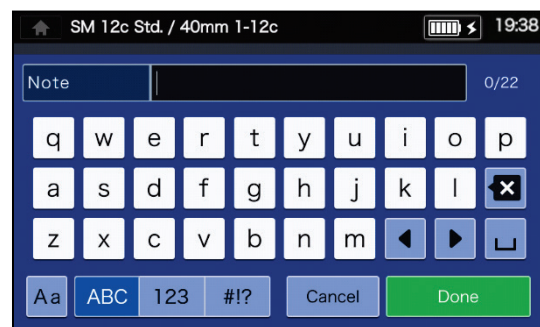 SM 12c Std. / 40mm 1-12c 19:38
Note 0/22
q w e r t y u i o p
a s d f g h j k l
z x c v b n m
Aa ABC 123 #!? Cancel Done